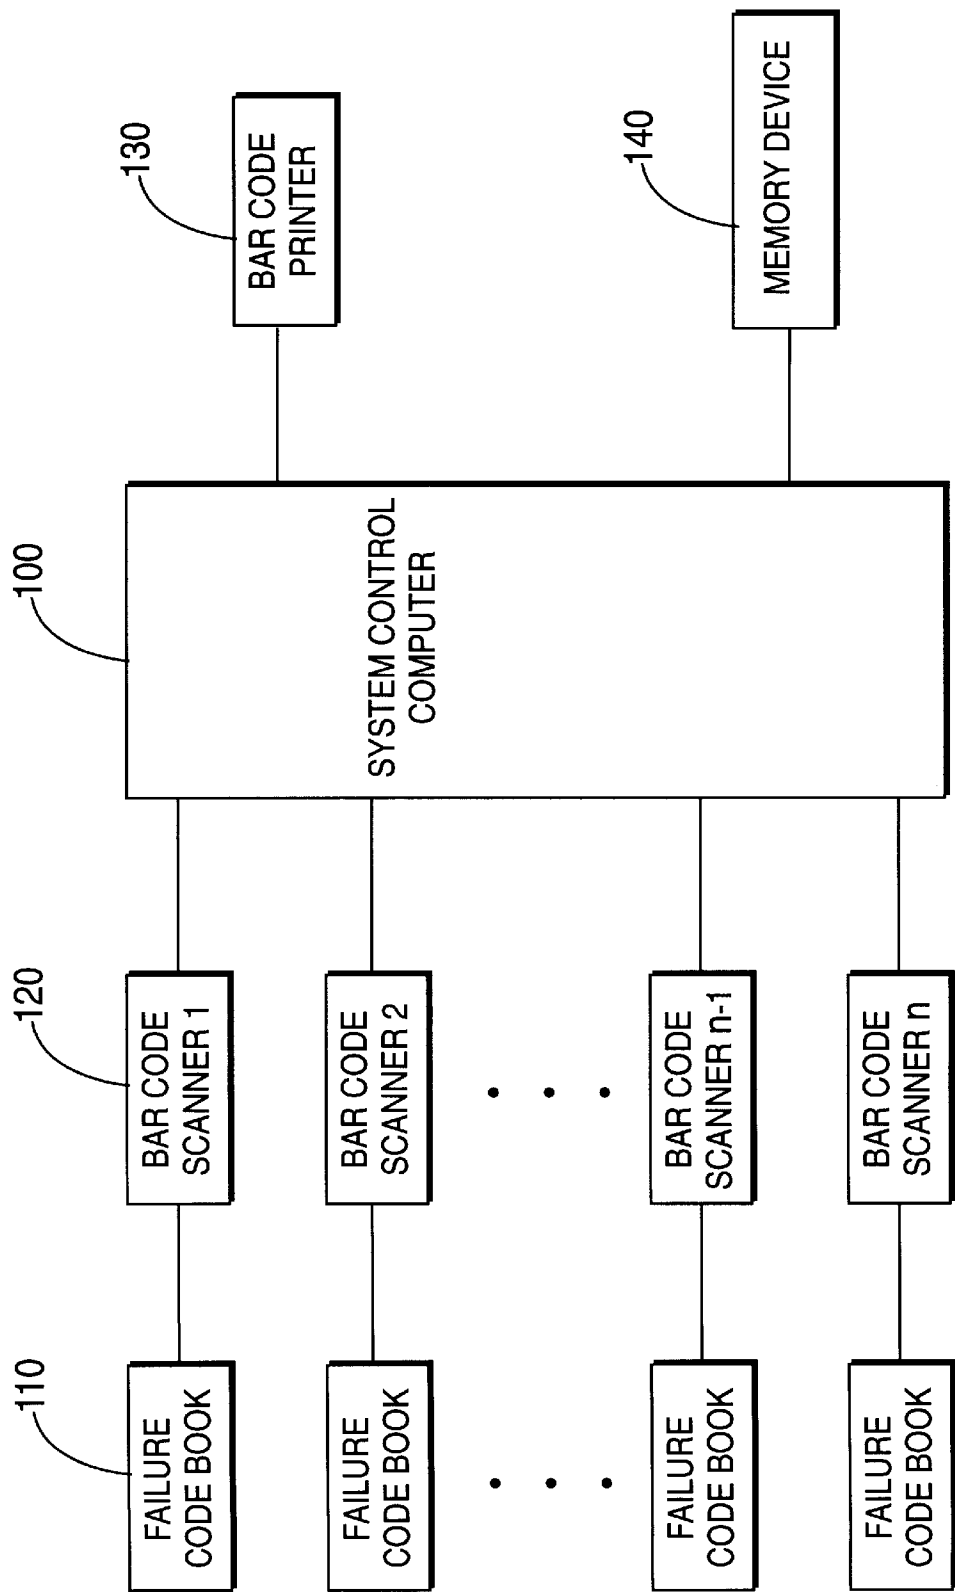 110
FAILURE
CODE BOOK
120
BAR CODE
SCANNER 1
100
SYSTEM CONTROL
COMPUTER
130
BAR CODE
PRINTER
FAILURE
CODE BOOK
BAR CODE
SCANNER 2
FAILURE
CODE BOOK
BAR CODE
SCANNER n-1
140
MEMORY DEVICE
FAILURE
CODE BOOK
BAR CODE
SCANNER n